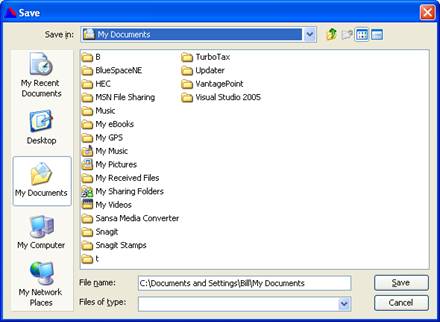 Save
Save in: My Documents
My Recent
Documents
Desktop
My Documents
My Computer
My Network
Places
B
BlueSpaceNE
HEC
MSN File Sharing
Music
My eBooks
My GPS
My Music
My Pictures
My Received Files
My Sharing Folders
My Videos
Sansa Media Converter
Snagit
Snagit Stamps
t
TurboTax
Updater
VantagePoint
Visual Studio 2005
File name: C:\Documents and Settings\Bill\My Documents
Save
Files of type:
Cancel